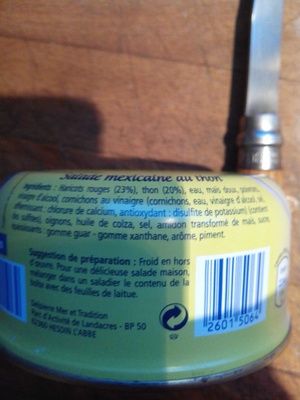 Salade mexicaine au thon
Ingrédients : Haricots rouges (23%), thon (20%), eau, maïs doux, poivrons,
vinaigre d'alcool, cornichons au vinaigre (cornichons, eau, vinaigre d'alcool, sel,
affermissant : chlorure de calcium, antioxydant : disulfite de potassium) (contient
des sulfites), oignons, huile de colza, sel, amidon transformé de maïs, sucre,
épaississants : gomme guar - gomme xanthane, arôme, piment.
Suggestion de préparation : Froid en hors
d'œuvre. Pour une délicieuse salade maison,
mélanger dans un saladier le contenu de la
boîte avec des feuilles de laitue.
Mer et Tradition
Parc d'Activité de Landacres - BP 50
62360 HESDIN L'ABBE
2601 5064